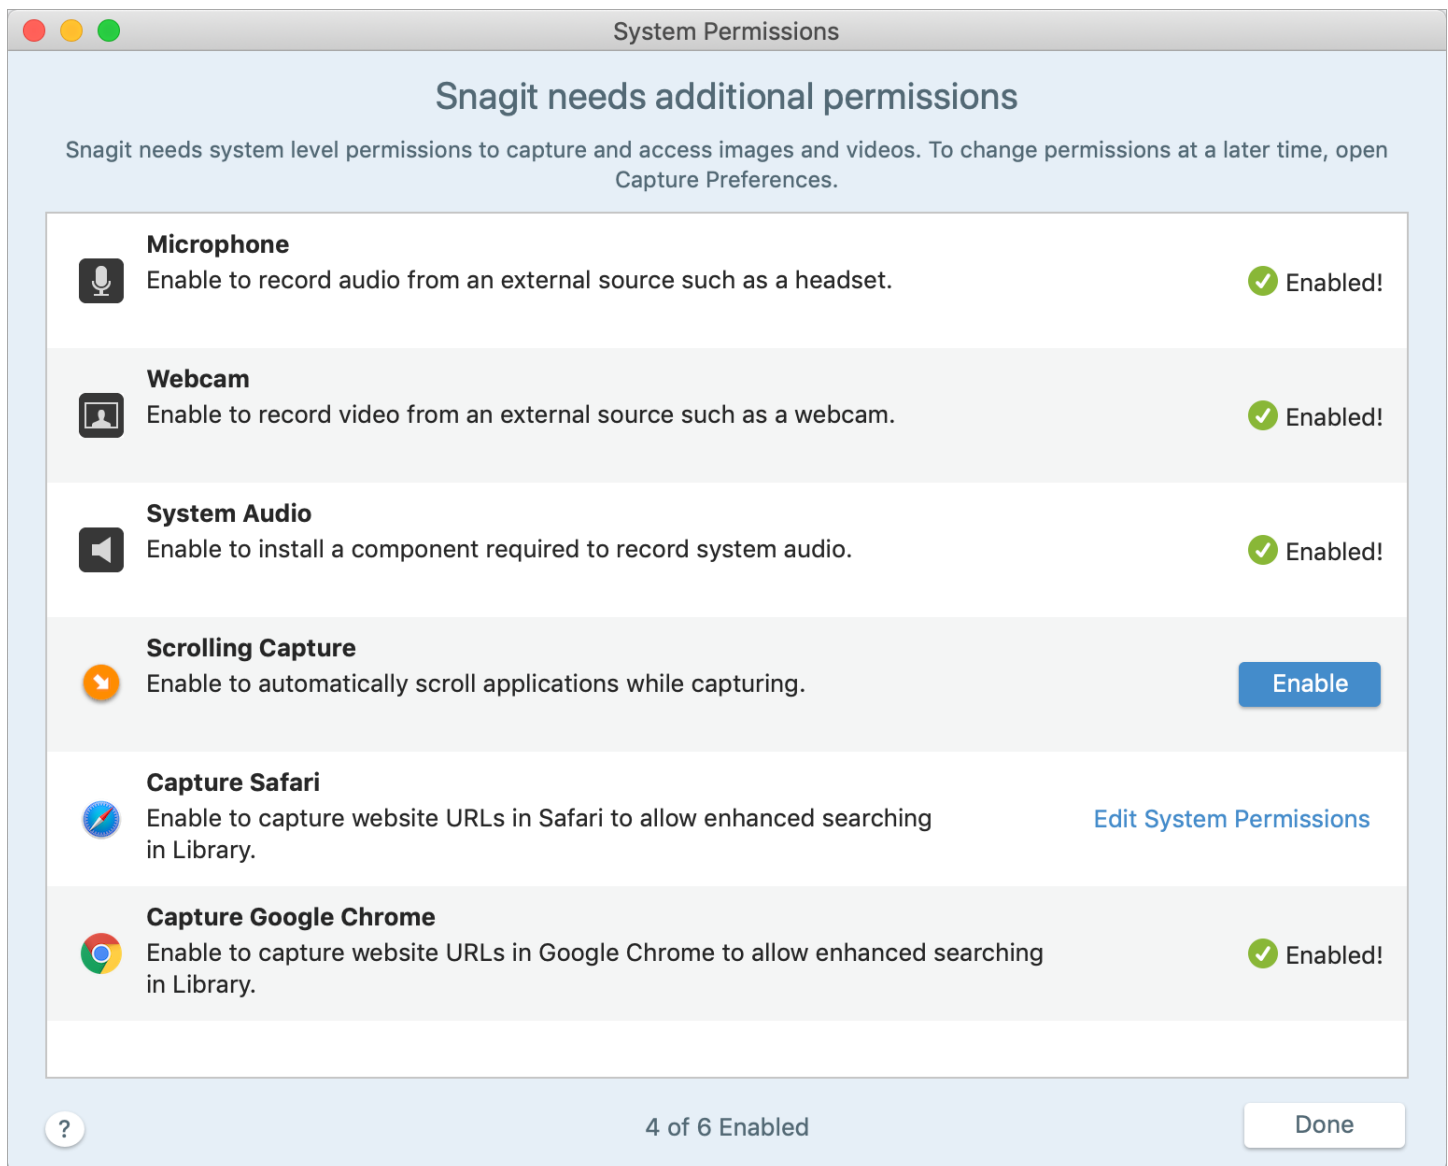 System Permissions
Snagit needs additional permissions
Snagit needs system level permissions to capture and access images and videos. To change permissions at a later time, open
Capture Preferences.
Microphone
Enable to record audio from an external source such as a headset.
Enabled!
Webcam
Enable to record video from an external source such as a webcam.
Enabled!
System Audio
Enable to install a component required to record system audio.
Enabled!
Scrolling Capture
Enable to automatically scroll applications while capturing.
Enable
Capture Safari
Enable to capture website URLs in Safari to allow enhanced searching
in Library.
Edit System Permissions
Capture Google Chrome
Enable to capture website URLs in Google Chrome to allow enhanced searching
in Library.
Enabled!
?
4 of 6 Enabled
Done